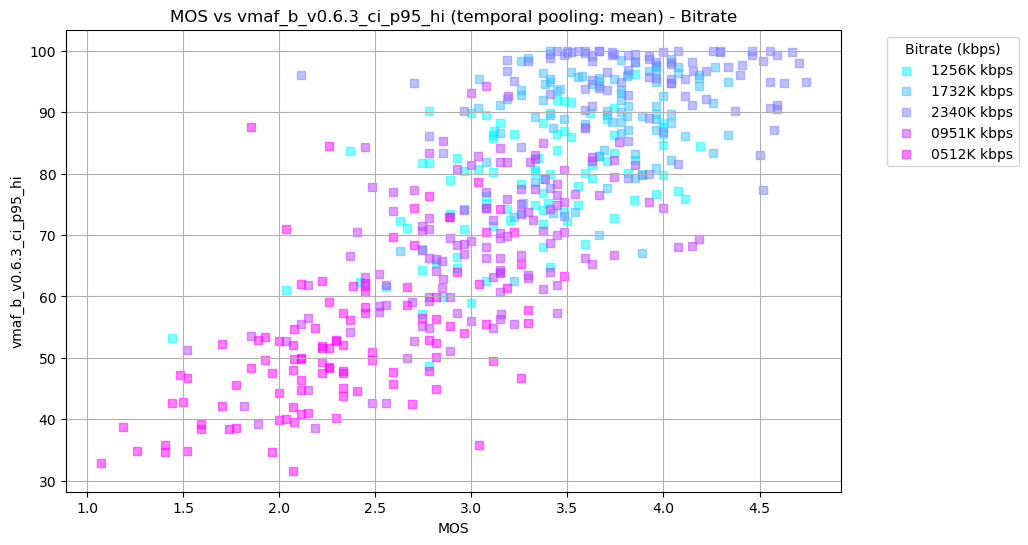 MOS vs vmaf_b_v0.6.3_ci_p95_hi (temporal pooling: mean) - Bitrate
100
90
80
70
60
50
40
30
vmaf_b_v0.6.3_ci_p95_hi
1.0 1.5 2.0 2.5 3.0 3.5 4.0 4.5
MOS
Bitrate (kbps)
1256K kbps
1732K kbps
2340K kbps
0951K kbps
0512K kbps